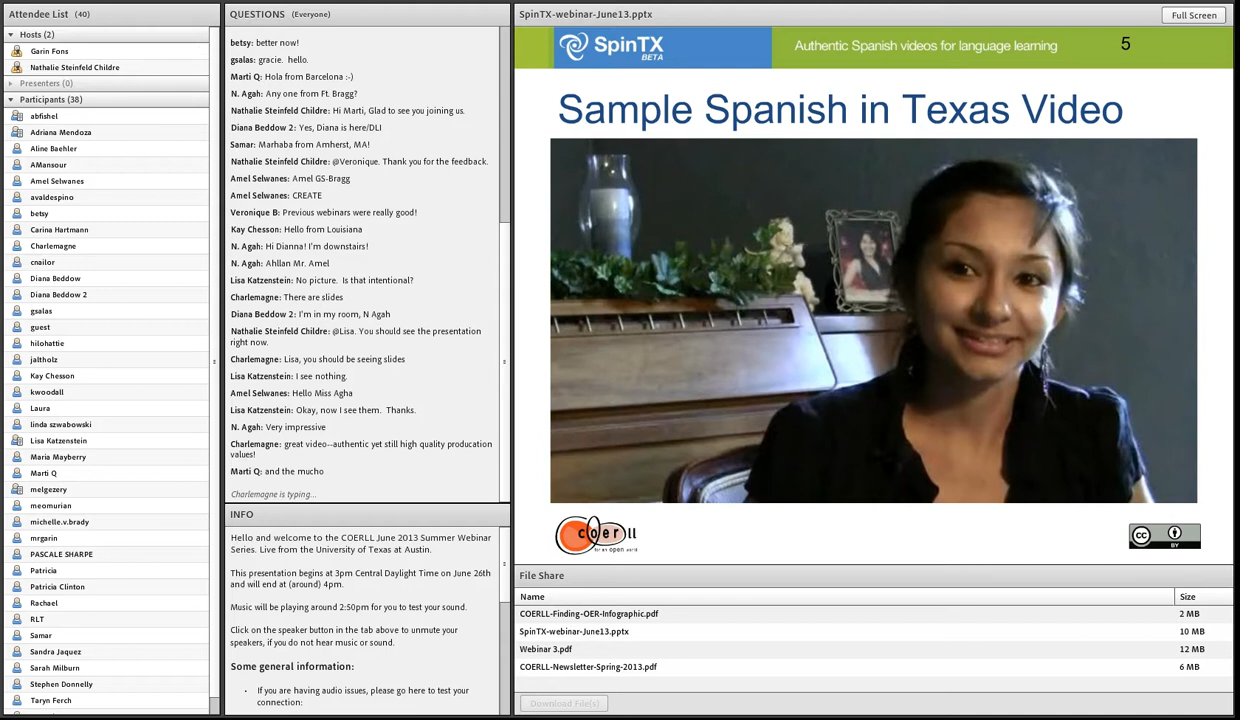 Attendee List (40)
Hosts (2)
Garin Fons
Nathalie Steinfeld Childre
Presenters (0)
Participants (38)
abfishel
Adriana Mendoza
Aline Baehler
AMansour
Amel Selwanes
avaldespino
betsy
Carina Hartmann
Charlemagne
cnailor
Diana Beddow
Diana Beddow 2
gsalas
guest
hilohattie
jaltholz
Kay Chesson
kwoodall
Laura
linda szwabowski
Lisa Katzenstein
Maria Mayberry
Marti Q
melgezery
meomurian
michelle.v.brady
mrgarin
PASCALE SHARPE
Patricia
Patricia Clinton
Rachael
RLT
Samar
Sandra Jaquez
Sarah Milburn
Stephen Donnelly
Taryn Ferch
QUESTIONS (Everyone)
betsy: better now!
gsalas: gracie. hello.
Marti Q: Hola from Barcelona :-)
N. Agah: Any one from Ft. Bragg?
Nathalie Steinfeld Childre: Hi Marti, Glad to see you joining us.
Diana Beddow 2: Yes, Diana is here/DLI
Samar: Marhaba from Amherst, MA!
Nathalie Steinfeld Childre: @Veronique. Thank you for the feedback.
Amel Selwanes: Amel GS-Bragg
Amel Selwanes: CREATE
Veronique B: Previous webinars were really good!
Kay Chesson: Hello from Louisiana
N. Agah: Hi Dianna! I'm downstairs!
N. Agah: Ahllan Mr. Amel
Lisa Katzenstein: No picture. Is that intentional?
Charlemagne: There are slides
Diana Beddow 2: I'm in my room, N Agah
Nathalie Steinfeld Childre: @Lisa. You should see the presentation
right now.
Charlemagne: Lisa, you should be seeing slides
Lisa Katzenstein: I see nothing.
Amel Selwanes: Hello Miss Agha
Lisa Katzenstein: Okay, now I see them. Thanks.
N. Agah: Very impressive
Charlemagne: great video--authentic yet still high quality producation
values!
Marti Q: and the mucho
Charlemagne is typing...
INFO
Hello and welcome to the COERLL June 2013 Summer Webinar
Series. Live from the University of Texas at Austin.
This presentation begins at 3pm Central Daylight Time on June 26th
and will end at (around) 4pm.
Music will be playing around 2:50pm for you to test your sound.
Click on the speaker button in the tab above to unmute your
speakers, if you do not hear music or sound.
Some general information:
• If you are having audio issues, please go here to test your
connection:
SpinTX-webinar-June13.pptx
Full Screen
SpinTX
BETA
Authentic Spanish videos for language learning
5
Sample Spanish in Texas Video
coerll
for an open world
CC
BY
File Share
Name Size
COERLL-Finding-OER-Infographic.pdf 2 MB
SpinTX-webinar-June13.pptx 10 MB
Webinar 3.pdf 12 MB
COERLL-Newsletter-Spring-2013.pdf 6 MB
Download File(s)